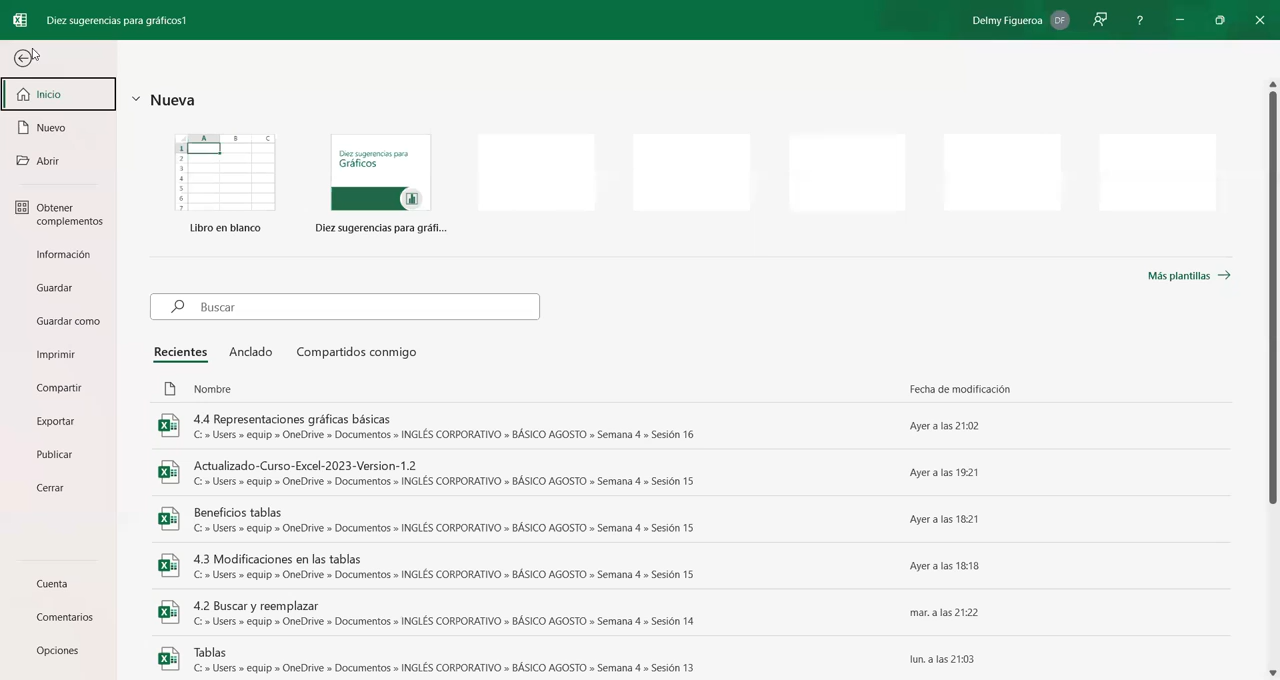 Diez sugerencias para gráficos1
Delmy Figueroa DF ?
Inicio
Nuevo
Abrir
Obtener
complementos
Información
Guardar
Guardar como
Imprimir
Compartir
Exportar
Publicar
Cerrar
Cuenta
Comentarios
Opciones
Nueva
A B C
1
2
3
4
5
6
7
Libro en blanco
Diez sugerencias para
Gráficos
Diez sugerencias para gráfi...
Más plantillas
Buscar
Recientes Anclado Compartidos conmigo
Nombre Fecha de modificación
4.4 Representaciones gráficas básicas
C: » Users » equip » OneDrive » Documentos » INGLÉS CORPORATIVO » BÁSICO AGOSTO » Semana 4 » Sesión 16
Ayer a las 21:02
Actualizado-Curso-Excel-2023-Version-1.2
C: » Users » equip » OneDrive » Documentos » INGLÉS CORPORATIVO » BÁSICO AGOSTO » Semana 4 » Sesión 15
Ayer a las 19:21
Beneficios tablas
C: » Users » equip » OneDrive » Documentos » INGLÉS CORPORATIVO » BÁSICO AGOSTO » Semana 4 » Sesión 15
Ayer a las 18:21
4.3 Modificaciones en las tablas
C: » Users » equip » OneDrive » Documentos » INGLÉS CORPORATIVO » BÁSICO AGOSTO » Semana 4 » Sesión 15
Ayer a las 18:18
4.2 Buscar y reemplazar
C: » Users » equip » OneDrive » Documentos » INGLÉS CORPORATIVO » BÁSICO AGOSTO » Semana 4 » Sesión 14
mar. a las 21:22
Tablas
C: » Users » equip » OneDrive » Documentos » INGLÉS CORPORATIVO » BÁSICO AGOSTO » Semana 4 » Sesión 13
lun. a las 21:03